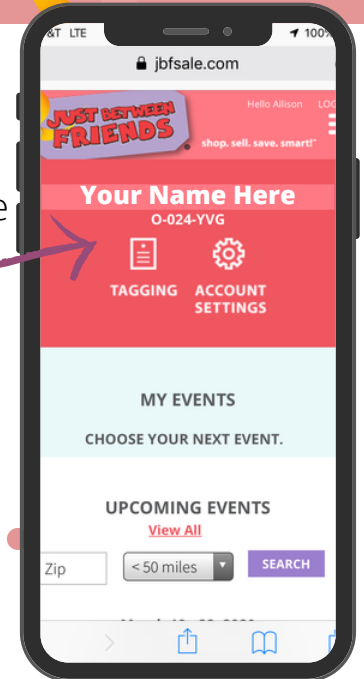 &T LTE 100%
jbfsale.com
Hello Allison LOG
JUST BETWEEN
FRIENDS
shop. sell. save. smart!
Your Name Here
O-024-YVG
TAGGING ACCOUNT
SETTINGS
MY EVENTS
CHOOSE YOUR NEXT EVENT.
UPCOMING EVENTS
View All
Zip < 50 miles SEARCH
e